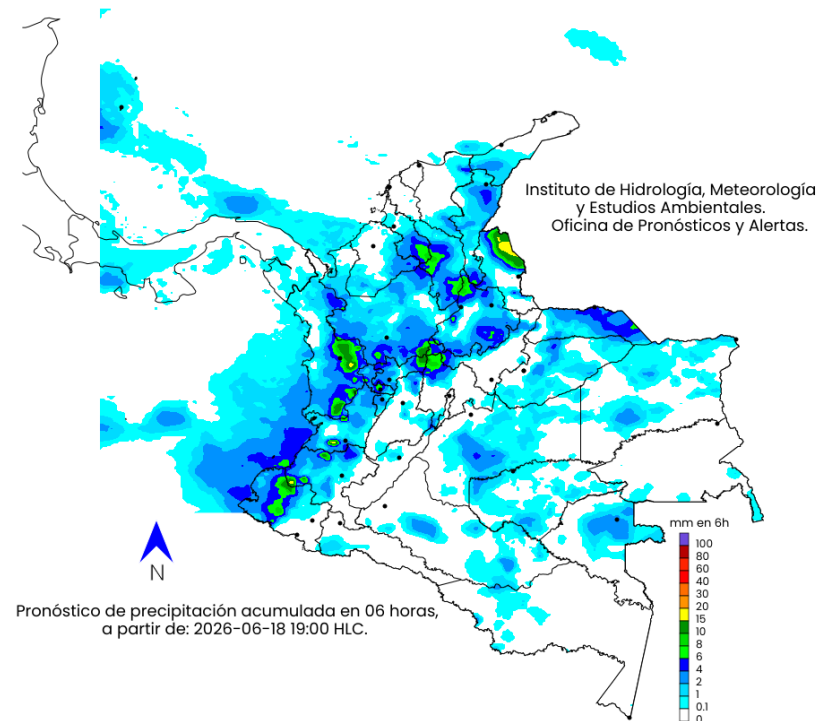 Instituto de Hidrología, Meteorología
y Estudios Ambientales.
Oficina de Pronósticos y Alertas.
mm en 6h
100
80
60
40
30
20
15
10
8
6
4
2
1
0.1
0
N
Pronóstico de precipitación acumulada en 06 horas,
a partir de: 2026-06-18 19:00 HLC.